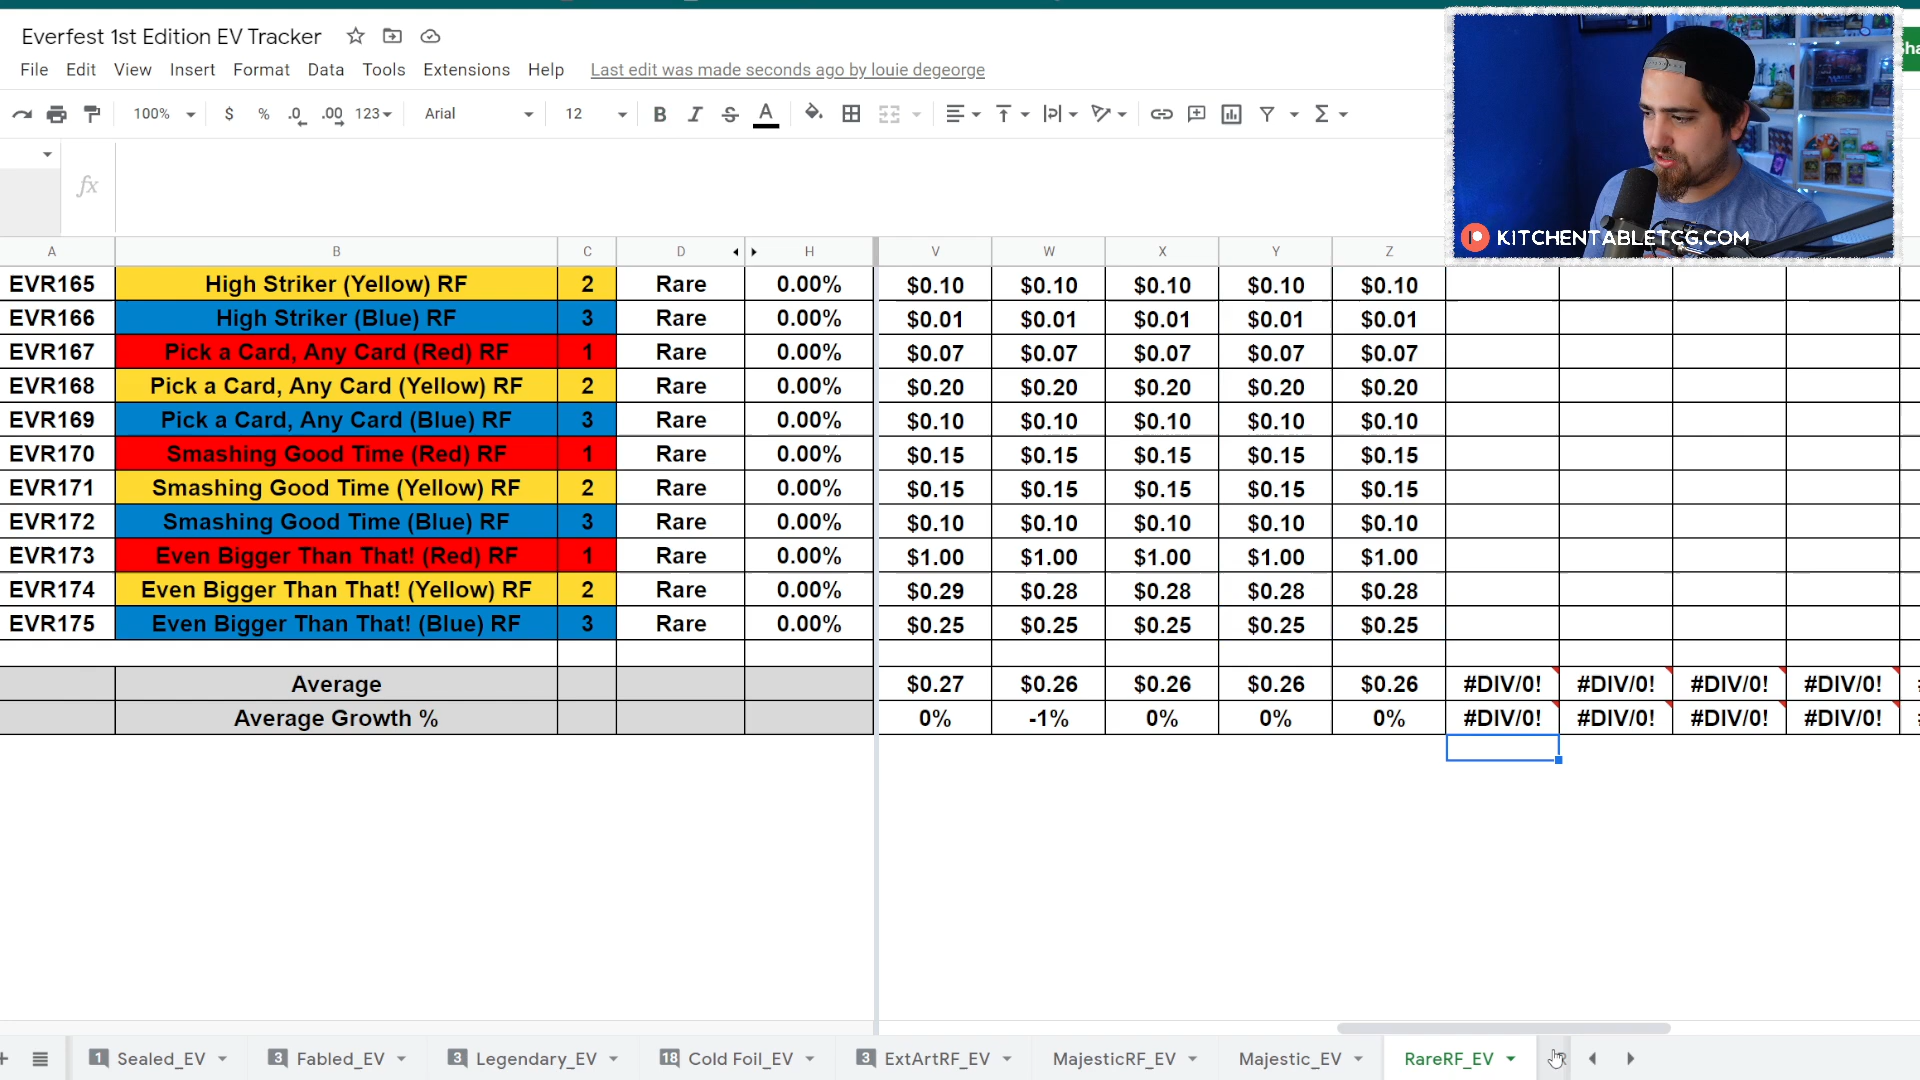 Everfest 1st Edition EV Tracker
File Edit View Insert Format Data Tools Extensions Help Last edit was made seconds ago by louie degeorge
100% $ % .0 .00 123 Arial 12 B I S A Σ
fx
KITCHENTABLETCG.COM
A B C D H V W X Y Z
EVR165 High Striker (Yellow) RF 2 Rare 0.00% $0.10 $0.10 $0.10 $0.10 $0.10
EVR166 High Striker (Blue) RF 3 Rare 0.00% $0.01 $0.01 $0.01 $0.01 $0.01
EVR167 Pick a Card, Any Card (Red) RF 1 Rare 0.00% $0.07 $0.07 $0.07 $0.07 $0.07
EVR168 Pick a Card, Any Card (Yellow) RF 2 Rare 0.00% $0.20 $0.20 $0.20 $0.20 $0.20
EVR169 Pick a Card, Any Card (Blue) RF 3 Rare 0.00% $0.10 $0.10 $0.10 $0.10 $0.10
EVR170 Smashing Good Time (Red) RF 1 Rare 0.00% $0.15 $0.15 $0.15 $0.15 $0.15
EVR171 Smashing Good Time (Yellow) RF 2 Rare 0.00% $0.15 $0.15 $0.15 $0.15 $0.15
EVR172 Smashing Good Time (Blue) RF 3 Rare 0.00% $0.10 $0.10 $0.10 $0.10 $0.10
EVR173 Even Bigger Than That! (Red) RF 1 Rare 0.00% $1.00 $1.00 $1.00 $1.00 $1.00
EVR174 Even Bigger Than That! (Yellow) RF 2 Rare 0.00% $0.29 $0.28 $0.28 $0.28 $0.28
EVR175 Even Bigger Than That! (Blue) RF 3 Rare 0.00% $0.25 $0.25 $0.25 $0.25 $0.25
Average $0.27 $0.26 $0.26 $0.26 $0.26 #DIV/0! #DIV/0! #DIV/0! #DIV/0!
Average Growth % 0% -1% 0% 0% 0% #DIV/0! #DIV/0! #DIV/0! #DIV/0!
1 Sealed_EV 3 Fabled_EV 3 Legendary_EV 18 Cold Foil_EV 3 ExtArtRF_EV MajesticRF_EV Majestic_EV RareRF_EV